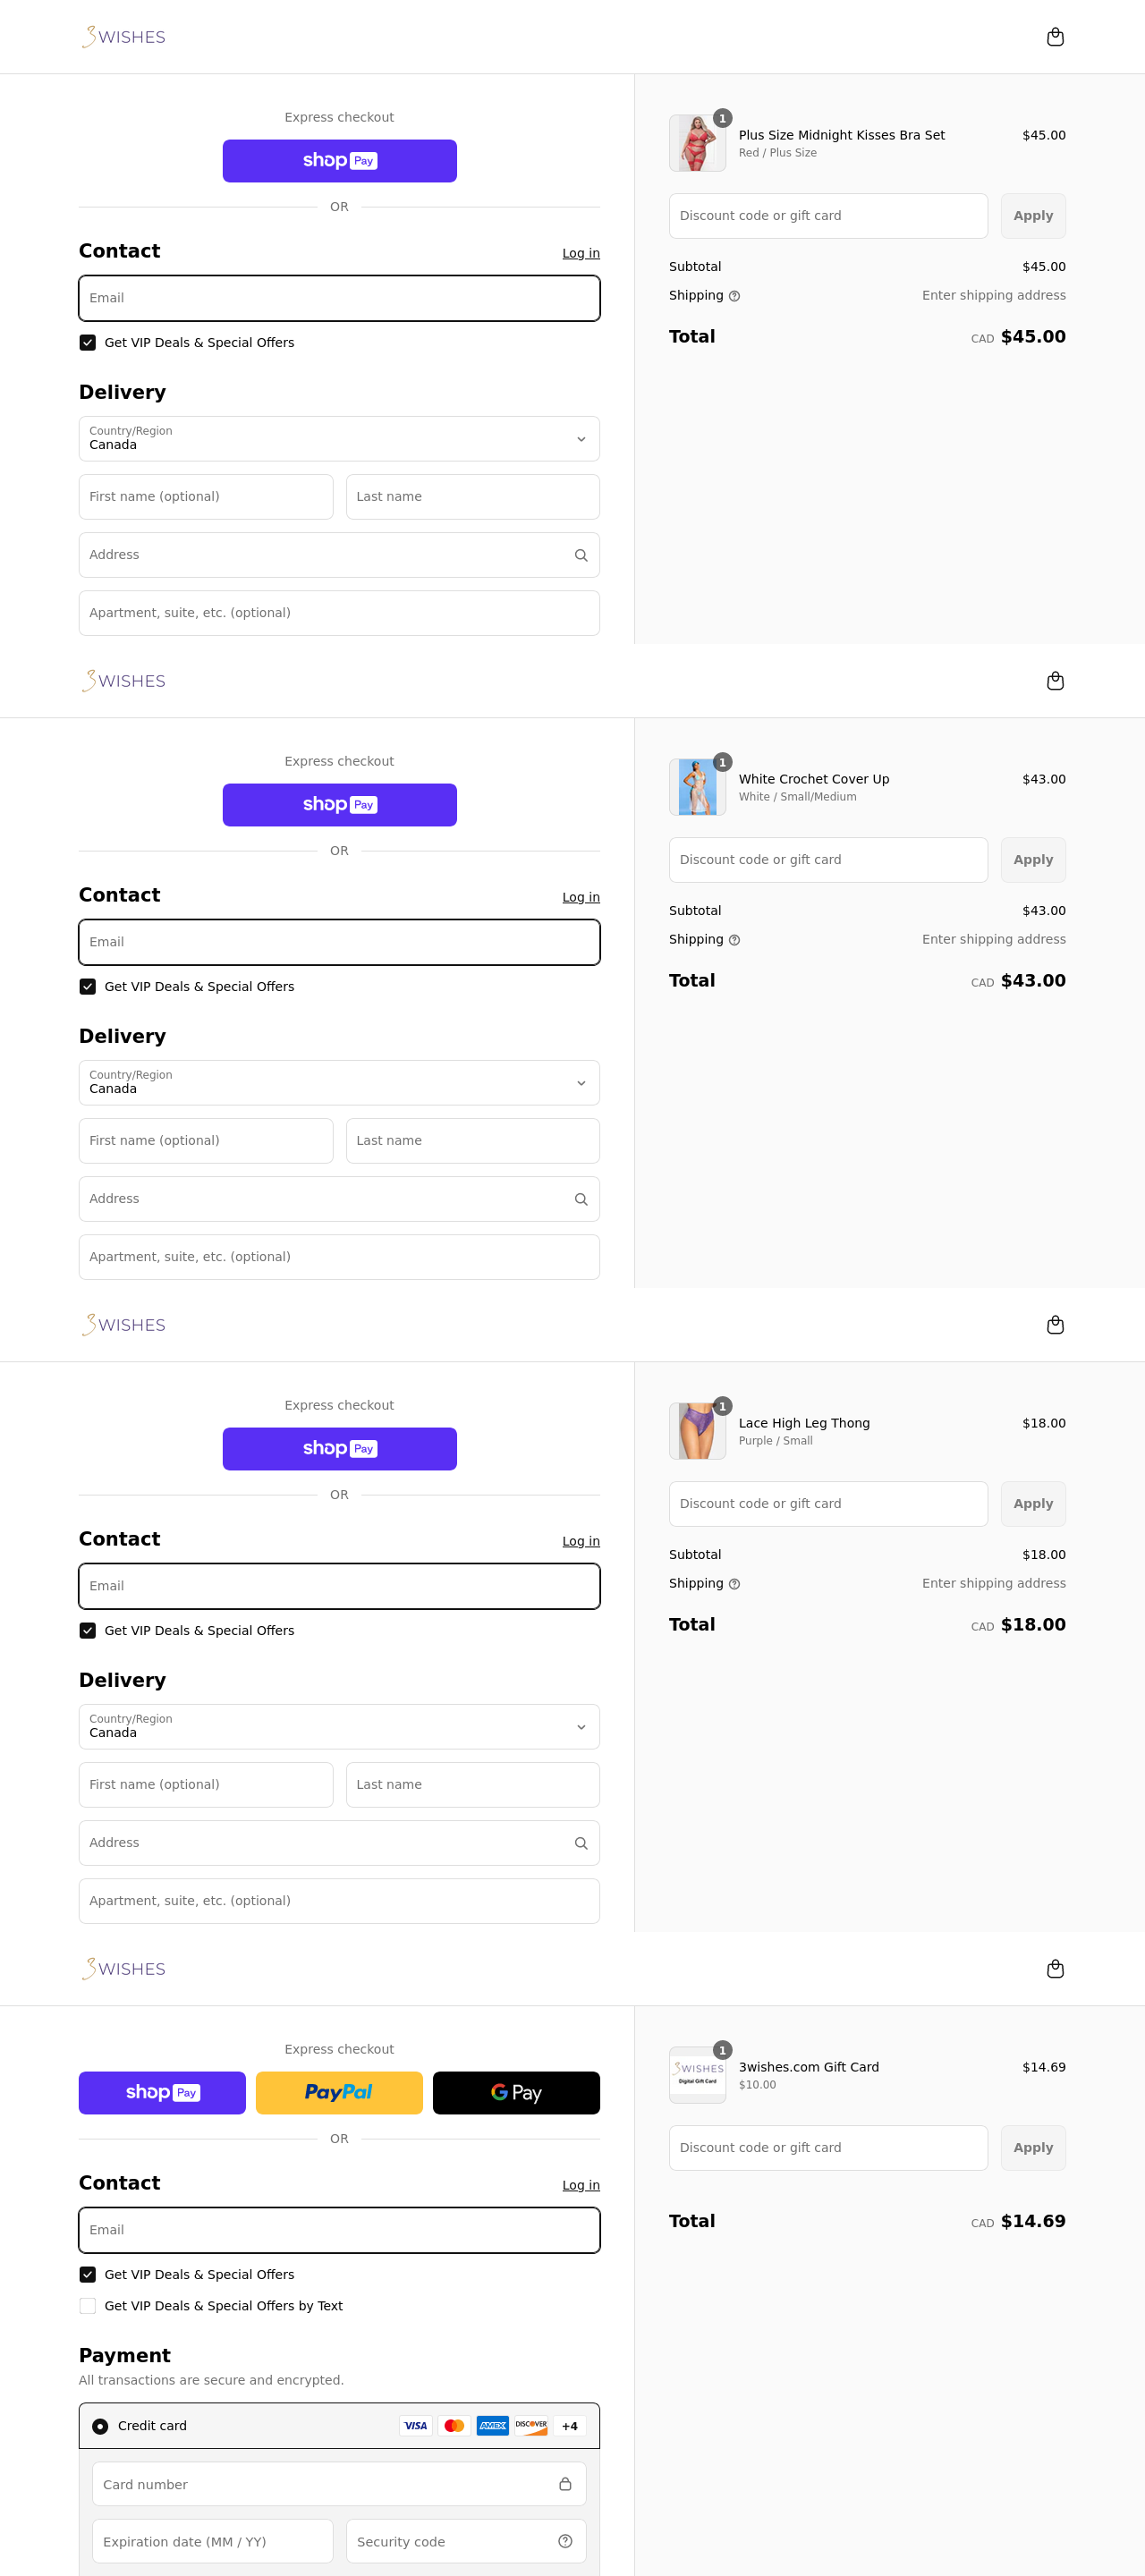 3WISHES
Express checkout
shop Pay
OR
Contact
Log in
Email
Get VIP Deals & Special Offers
Delivery
Country/Region
Canada
First name (optional)
Last name
Address
Apartment, suite, etc. (optional)
1
Plus Size Midnight Kisses Bra Set
$45.00
Red / Plus Size
Discount code or gift card
Apply
Subtotal
$45.00
Shipping
Enter shipping address
Total
CAD $45.00
3WISHES
Express checkout
shop Pay
OR
Contact
Log in
Email
Get VIP Deals & Special Offers
Delivery
Country/Region
Canada
First name (optional)
Last name
Address
Apartment, suite, etc. (optional)
1
White Crochet Cover Up
$43.00
White / Small/Medium
Discount code or gift card
Apply
Subtotal
$43.00
Shipping
Enter shipping address
Total
CAD $43.00
3WISHES
Express checkout
shop Pay
OR
Contact
Log in
Email
Get VIP Deals & Special Offers
Delivery
Country/Region
Canada
First name (optional)
Last name
Address
Apartment, suite, etc. (optional)
1
Lace High Leg Thong
$18.00
Purple / Small
Discount code or gift card
Apply
Subtotal
$18.00
Shipping
Enter shipping address
Total
CAD $18.00
3WISHES
Express checkout
shop Pay
PayPal
G Pay
OR
Contact
Log in
Email
Get VIP Deals & Special Offers
Get VIP Deals & Special Offers by Text
Payment
All transactions are secure and encrypted.
Credit card
VISA
AMEX
DISCOVER
+4
Card number
Expiration date (MM / YY)
Security code
1
3WISHES
Digital Gift Card
3wishes.com Gift Card
$14.69
$10.00
Discount code or gift card
Apply
Total
CAD $14.69